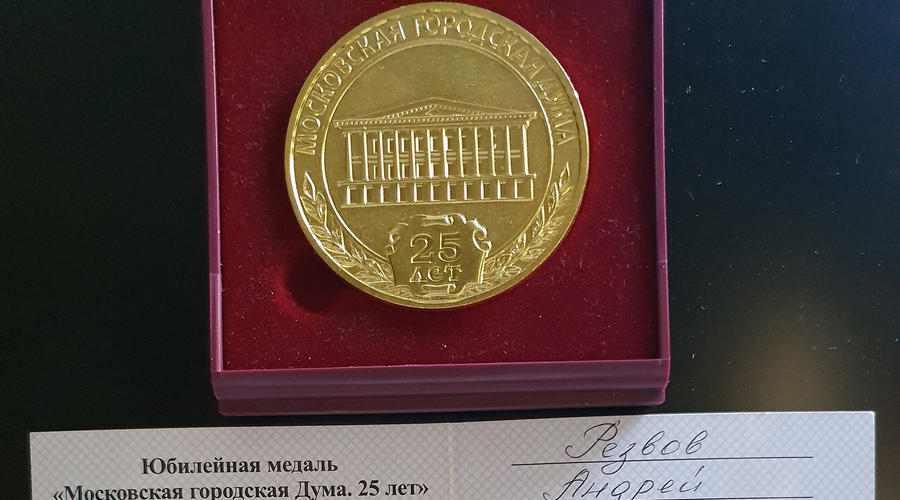 МОСКОВСКАЯ ГОРОДСКАЯ ДУМА
25
ЛЕТ
Юбилейная медаль
«Московская городская Дума. 25 лет»
Резвов
Андрей